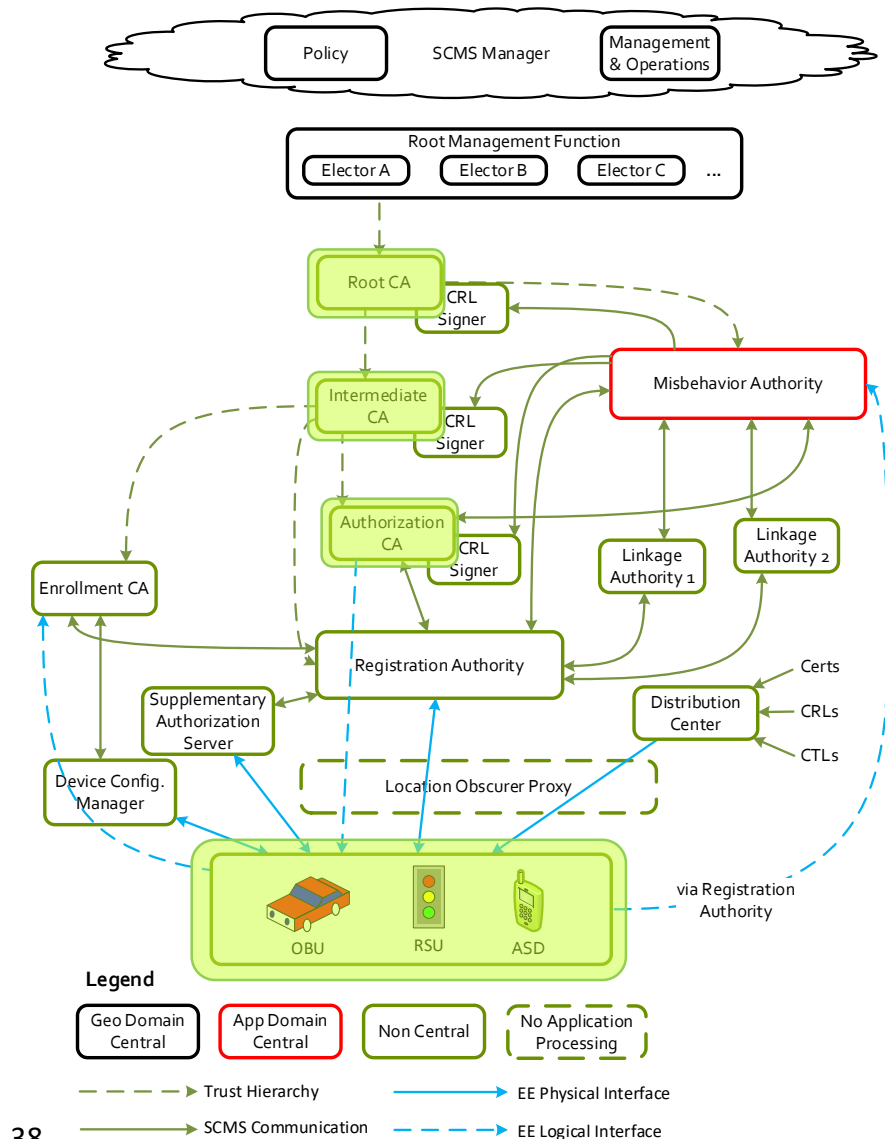 Policy
SCMS Manager
Management
& Operations
Root Management Function
Elector A
Elector B
Elector C
...
Root CA
CRL
Signer
Misbehavior Authority
Intermediate
CA
CRL
Signer
Authorization
CA
CRL
Signer
Linkage
Authority 1
Linkage
Authority 2
Enrollment CA
Registration Authority
Supplementary
Authorization
Server
Distribution
Center
Certs
CRLs
CTLs
Device Config.
Manager
Location Obscurer Proxy
via Registration
Authority
OBU
RSU
ASD
Legend
Geo Domain
Central
App Domain
Central
Non Central
No Application
Processing
Trust Hierarchy
EE Physical Interface
38
SCMS Communication
EE Logical Interface